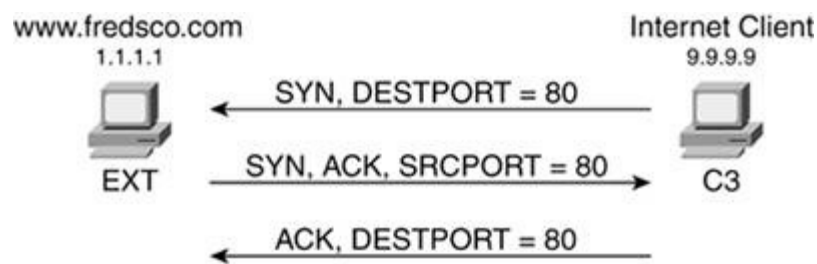 www.fredsco.com
1.1.1.1
Internet Client
9.9.9.9
SYN, DESTPORT = 80
SYN, ACK, SRCPORT = 80
EXT
C3
ACK, DESTPORT = 80